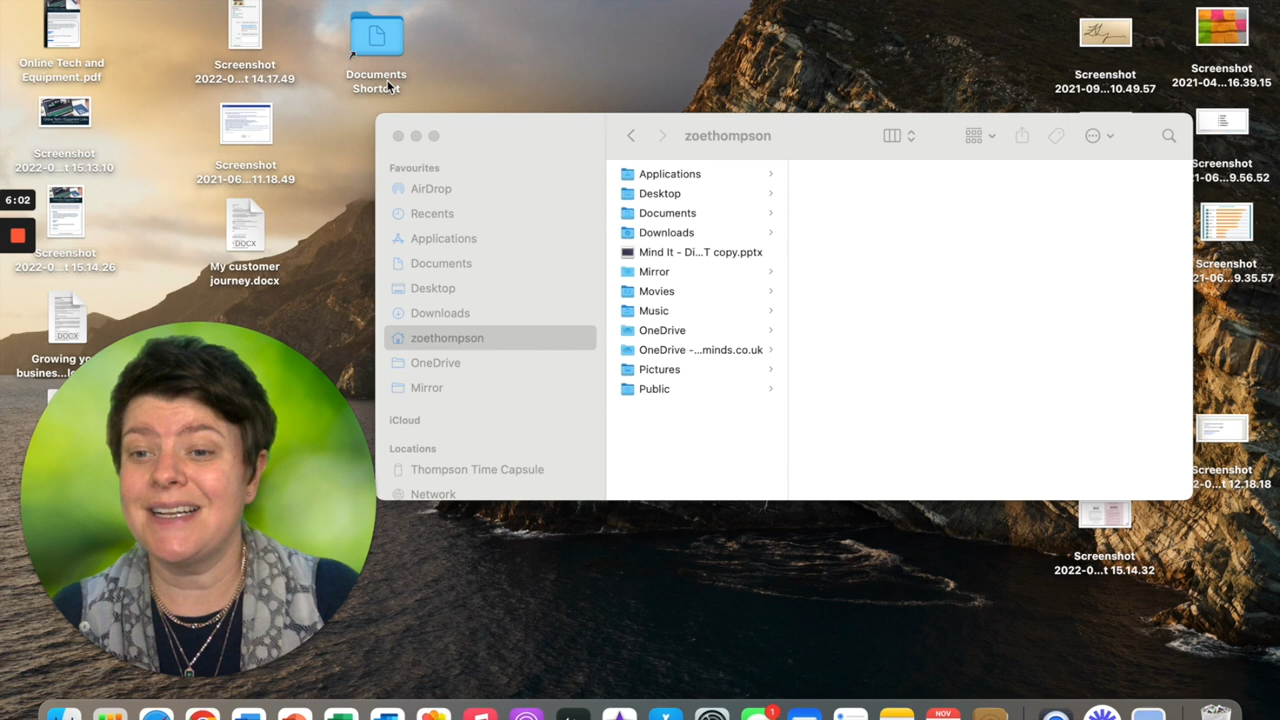 Online Tech and
Equipment.pdf
Screenshot
2022-0...t 14.17.49
Documents
Shortcut
Screenshot
2021-09...10.49.57
Screenshot
2021-04...16.39.15
Screenshot
2022-0...t 15.13.10
Screenshot
2021-06...11.18.49
Screenshot
21-06...9.56.52
6:02
Screenshot
2022-0...t 15.14.26
DOCX
My customer
journey.docx
Screenshot
21-06...9.35.57
DOCX
Growing yo
busines...
zoethompson
Favourites
AirDrop
Recents
Applications
Documents
Desktop
Downloads
zoethompson
OneDrive
Mirror
iCloud
Locations
Thompson Time Capsule
Network
Applications
Desktop
Documents
Downloads
Mind It - Di...T copy.pptx
Mirror
Movies
Music
OneDrive
OneDrive -...minds.co.uk
Pictures
Public
Screenshot
2-0...t 12.18.18
Screenshot
2022-0...t 15.14.32
1
NOV